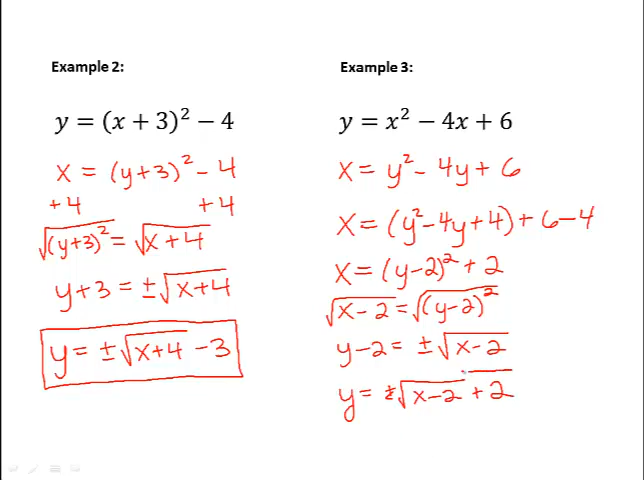 Example 2:
y = (x + 3)² − 4
x = (y+3)² - 4
+4 +4
√(y+3)² = √x+4
y+3 = ±√x+4
y = ±√x+4 -3
Example 3:
y = x² − 4x + 6
x = y² - 4y + 6
x = (y² - 4y + 4) + 6 - 4
x = (y-2)² + 2
√x-2 = √(y-2)²
y-2 = ±√x-2
y = ±√x-2 + 2